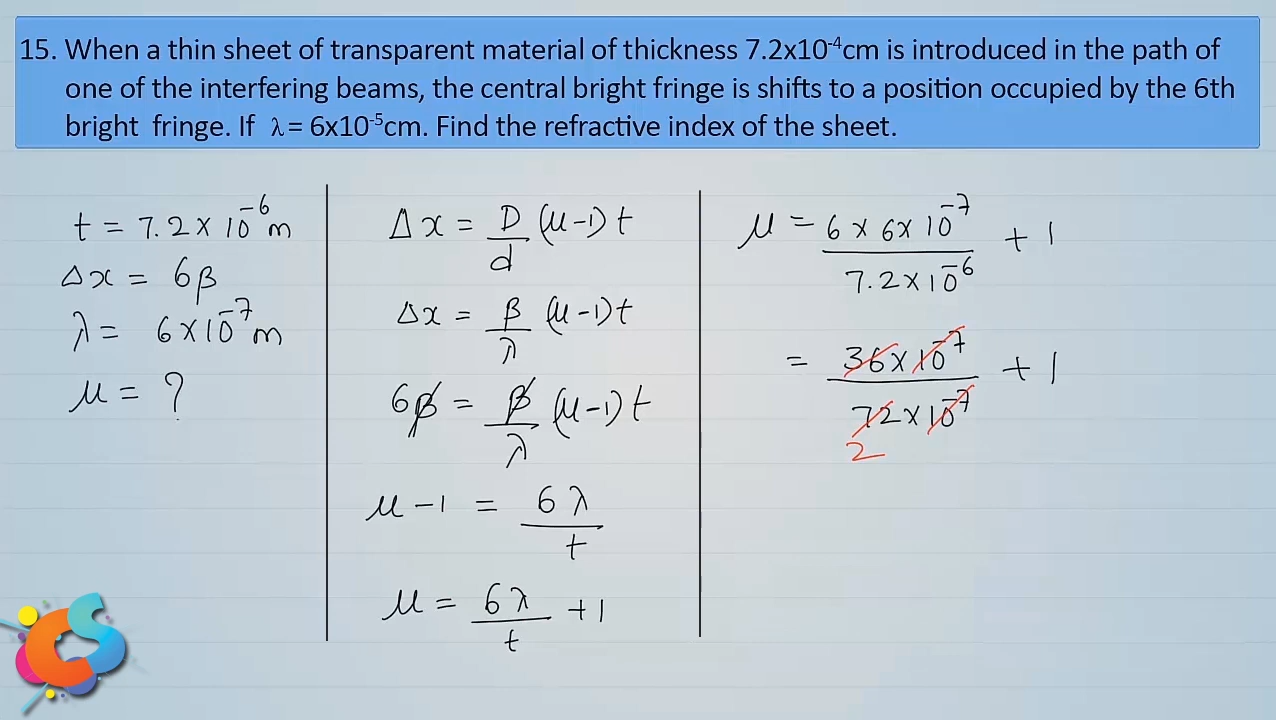 15. When a thin sheet of transparent material of thickness 7.2x10⁻⁴cm is introduced in the path of
one of the interfering beams, the central bright fringe is shifts to a position occupied by the 6th
bright fringe. If λ= 6x10⁻⁵cm. Find the refractive index of the sheet.
t = 7.2 × 10⁻⁶ m
Δx = 6β
λ = 6×10⁻⁷ m
μ = ?
Δx = D/d (μ-1) t
Δx = β/λ (μ-1) t
6β = β/λ (μ-1) t
μ - 1 = 6λ/t
μ = 6λ/t + 1
μ = 6 × 6 × 10⁻⁷ / 7.2 × 10⁻⁶ + 1
= 36 × 10⁻⁷ / 72 × 10⁻⁷ + 1
2
CS